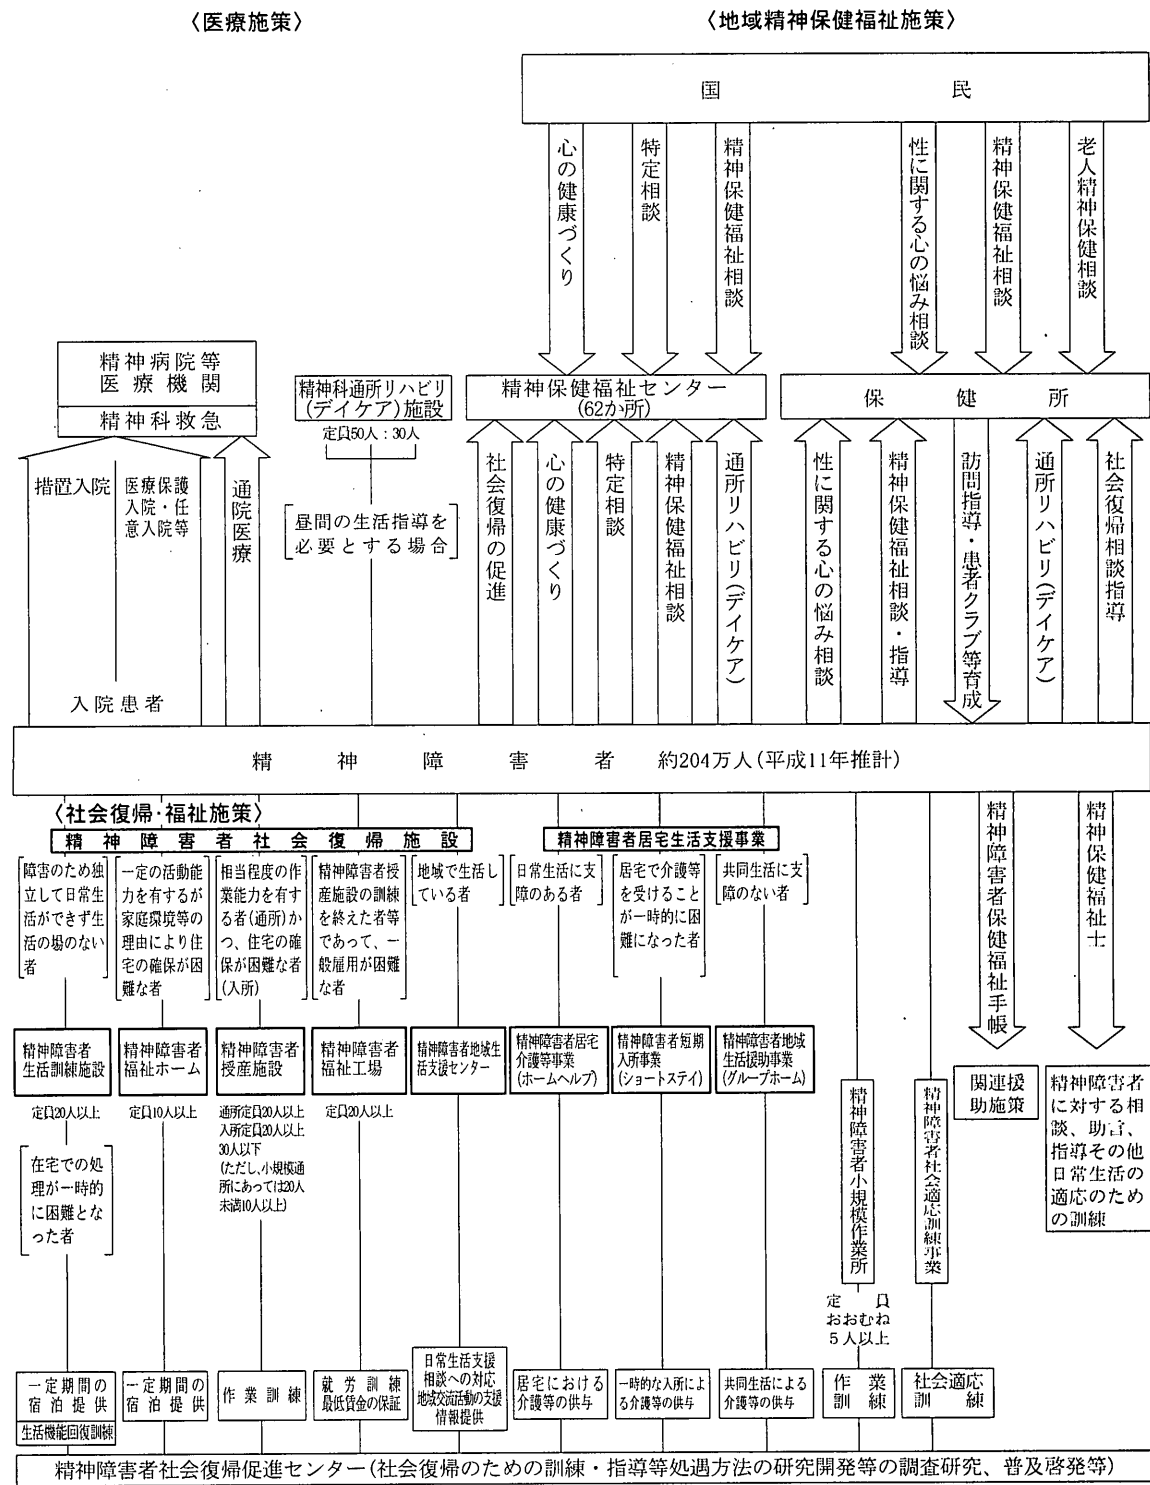 〈医療施策〉
〈地域精神保健福祉施策〉
国民
心の健康づくり
特定相談
精神保健福祉相談
性に関する心の悩み相談
精神保健福祉相談
老人精神保健相談
精神病院等
医療機関
精神科救急
精神科通所リハビリ
(デイケア)施設
定員50人:30人
精神保健福祉センター
(62か所)
保健所
措置入院
医療保護
入院・任
意入院等
通院医療
昼間の生活指導を
必要とする場合
社会復帰の促進
心の健康づくり
特定相談
精神保健福祉相談
通所リハビリ(デイケア)
性に関する心の悩み相談
精神保健福祉相談・指導
訪問指導・患者クラブ等育成
通所リハビリ(デイケア)
社会復帰相談指導
入院患者
精神障害者 約204万人(平成11年推計)
〈社会復帰・福祉施策〉
精神障害者社会復帰施設
精神障害者居宅生活支援事業
障害のため独
立して日常生
活ができず生
活の場のない
者
一定の活動能
力を有するが
家庭環境等の
理由により住
宅の確保が困
難な者
相当程度の作
業能力を有す
る者(通所)か
つ、住宅の確
保が困難な者
(入所)
精神障害者授
産施設の訓練
を終えた者等
であって、一
般雇用が困難
な者
地域で生活し
ている者
日常生活に支
障のある者
居宅で介護等
を受けること
が一時的に困
難になった者
共同生活に支
障のない者
精神障害者保健福祉手帳
精神保健福祉士
精神障害者
生活訓練施設
精神障害者
福祉ホーム
精神障害者
授産施設
精神障害者
福祉工場
精神障害者地域生
活支援センター
精神障害者居宅
介護等事業
(ホームヘルプ)
精神障害者短期
入所事業
(ショートステイ)
精神障害者地域
生活援助事業
(グループホーム)
精神障害者小規模作業所
精神障害者社会適応訓練事業
関連援
助施策
精神障害者
に対する相
談、助言、
指導その他
日常生活の
適応のため
の訓練
定員20人以上
定員10人以上
通所定員20人以上
入所定員20人以上
30人以下
(ただし、小規模通
所にあっては20人
未満10人以上)
定員20人以上
在宅での処
理が一時的
に困難とな
った者
定員
おおむね
5人以上
一定期間の
宿泊提供
生活機能回復訓練
一定期間の
宿泊提供
作業訓練
就労訓練
最低賃金の保証
日常生活支援
相談への対応
地域交流活動の支援
情報提供
居宅における
介護等の供与
一時的な入所によ
る介護等の供与
共同生活による
介護等の供与
作業
訓練
社会適応
訓練
精神障害者社会復帰促進センター(社会復帰のための訓練・指導等処遇方法の研究開発等の調査研究、普及啓発等)